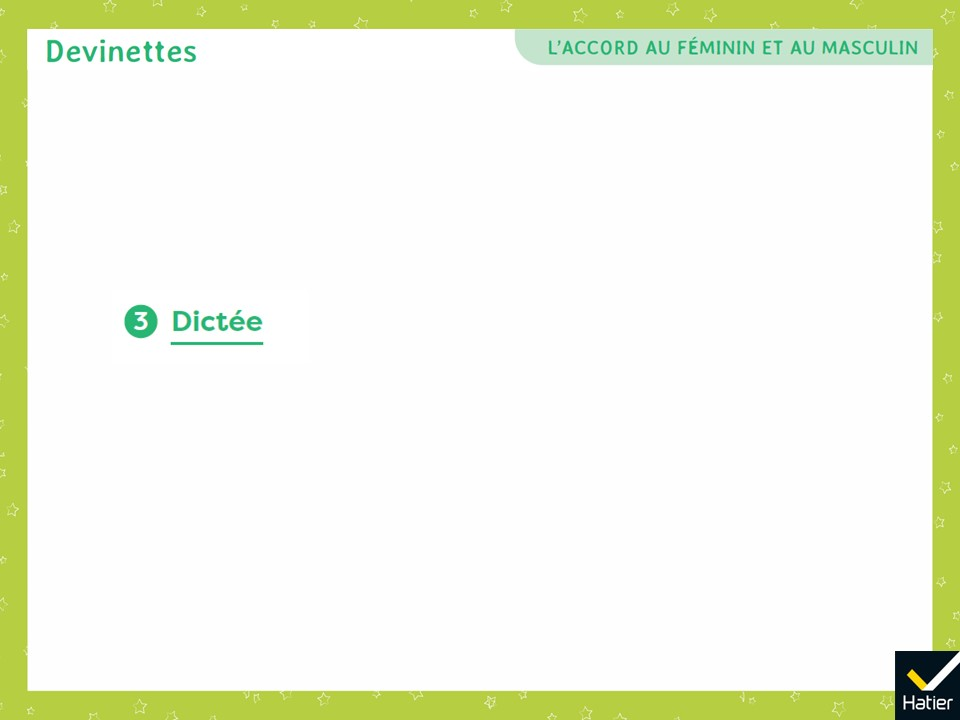 Devinettes
L'ACCORD AU FÉMININ ET AU MASCULIN
3 Dictée
Hatier